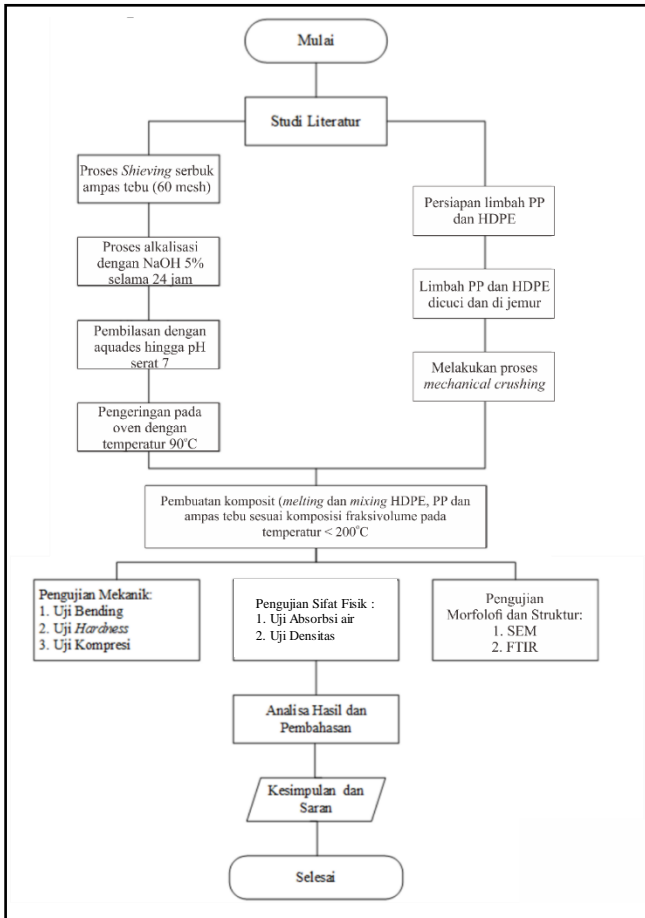 Mulai
Studi Literatur
Proses Shieving serbuk
ampas tebu (60 mesh)
Proses alkalisasi
dengan NaOH 5%
selama 24 jam
Pembilasan dengan
aquades hingga pH
serat 7
Pengeringan pada
oven dengan
temperatur 90°C
Persiapan limbah PP
dan HDPE
Limbah PP dan HDPE
dicuci dan di jemur
Melakukan proses
mechanical crushing
Pembuatan komposit (melting dan mixing HDPE, PP dan
ampas tebu sesuai komposisi fraksivolume pada
temperatur < 200°C
Pengujian Mekanik:
1. Uji Bending
2. Uji Hardness
3. Uji Kompresi
Pengujian Sifat Fisik :
1. Uji Absorbsi air
2. Uji Densitas
Pengujian
Morfolofi dan Struktur:
1. SEM
2. FTIR
Analisa Hasil dan
Pembahasan
Kesimpulan dan
Saran
Selesai